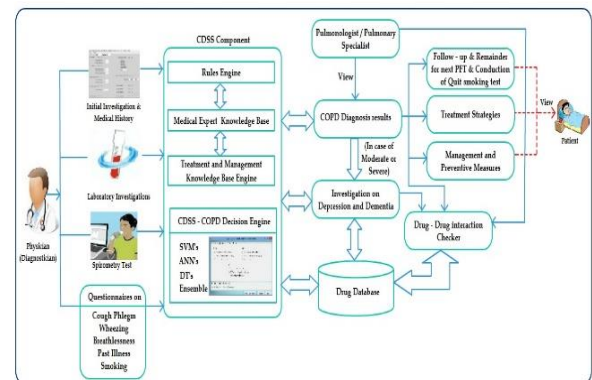 CDSS Component
Rules Engine
Medical Expert Knowledge Base
Treatment and Management
Knowledge Base Engine
CDSS - COPD Decision Engine
SVM's
ANN's
DT's
Ensemble
Initial Investigation &
Medical History
Laboratory Investigations
Spirometry Test
Physician
(Diagnostician)
Questionnaires on
Cough Phlegm
Wheezing
Breathlessness
Past Illness
Smoking
Pulmonologist / Pulmonary
Specialist
View
COPD Diagnosis results
(In case of
Moderate or
Severe)
Investigation on
Depression and Dementia
Drug Database
Follow - up & Remainder
for next PFT & Conduction
of Quit smoking test
Treatment Strategies
Management and
Preventive Measures
Drug - Drug interaction
Checker
View
Patient